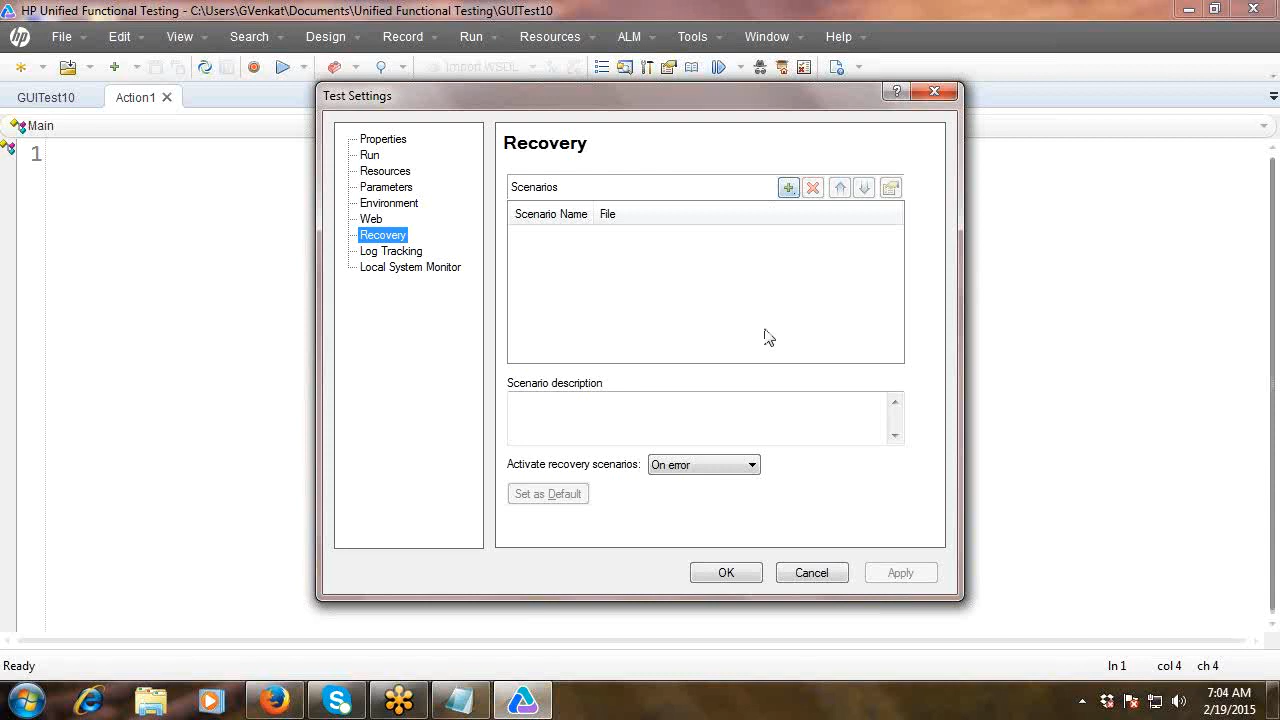 HP Unified Functional Testing - C:\Users\GVenkat\Documents\Unified Functional Testing\GUITest10
hp File Edit View Search Design Record Run Resources ALM Tools Window Help
Import WSDL
GUITest10 Action1
Main
1
Test Settings
Properties
Run
Resources
Parameters
Environment
Web
Recovery
Log Tracking
Local System Monitor
Recovery
Scenarios
Scenario Name File
Scenario description
Activate recovery scenarios: On error
Set as Default
OK Cancel Apply
Ready ln 1 col 4 ch 4
7:04 AM
2/19/2015